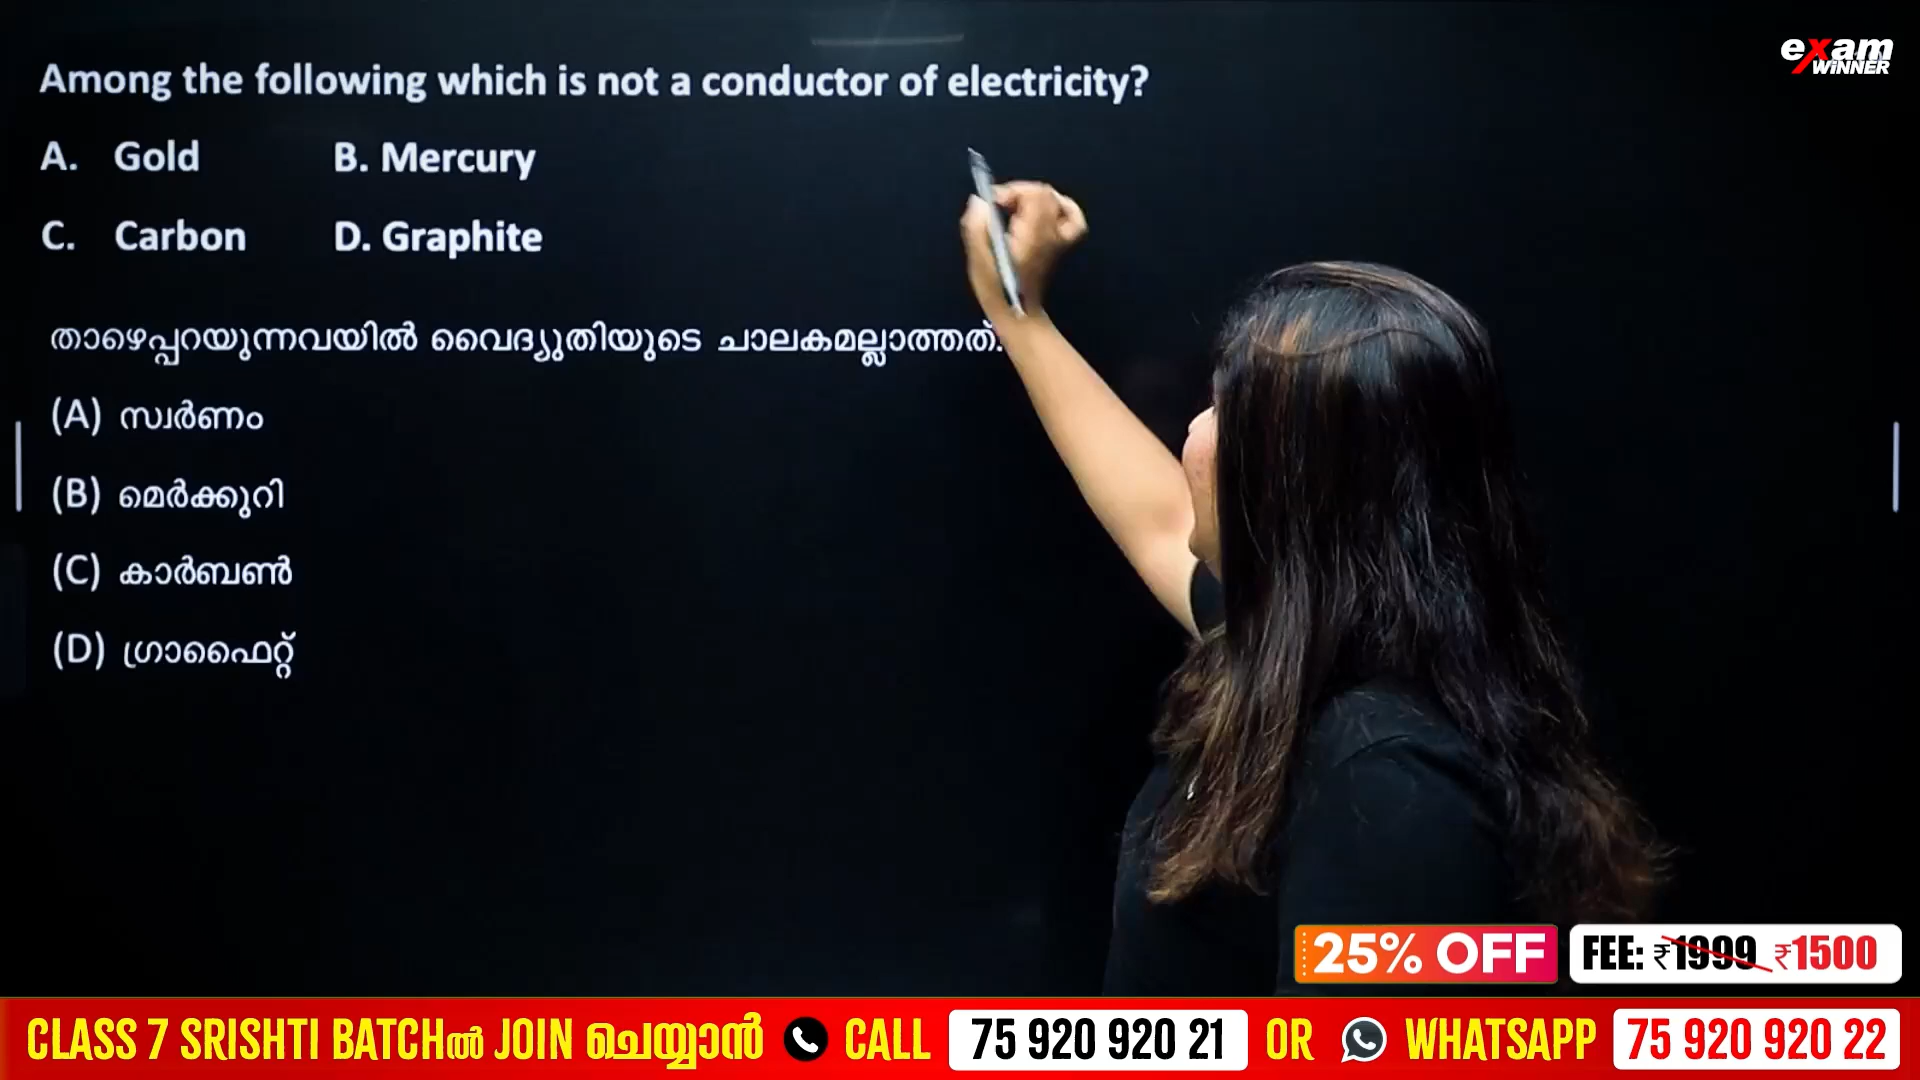 exam
WINNER
Among the following which is not a conductor of electricity?
A. Gold B. Mercury
C. Carbon D. Graphite
താഴെപ്പറയുന്നവയിൽ വൈദ്യുതിയുടെ ചാലകമല്ലാത്തത്.
(A) സ്വർണം
(B) മെർക്കുറി
(C) കാർബൺ
(D) ഗ്രാഫൈറ്റ്
25% OFF FEE: ₹1999 ₹1500
CLASS 7 SRISHTI BATCHൽ JOIN ചെയ്യാൻ CALL 75 920 920 21 OR WHATSAPP 75 920 920 22